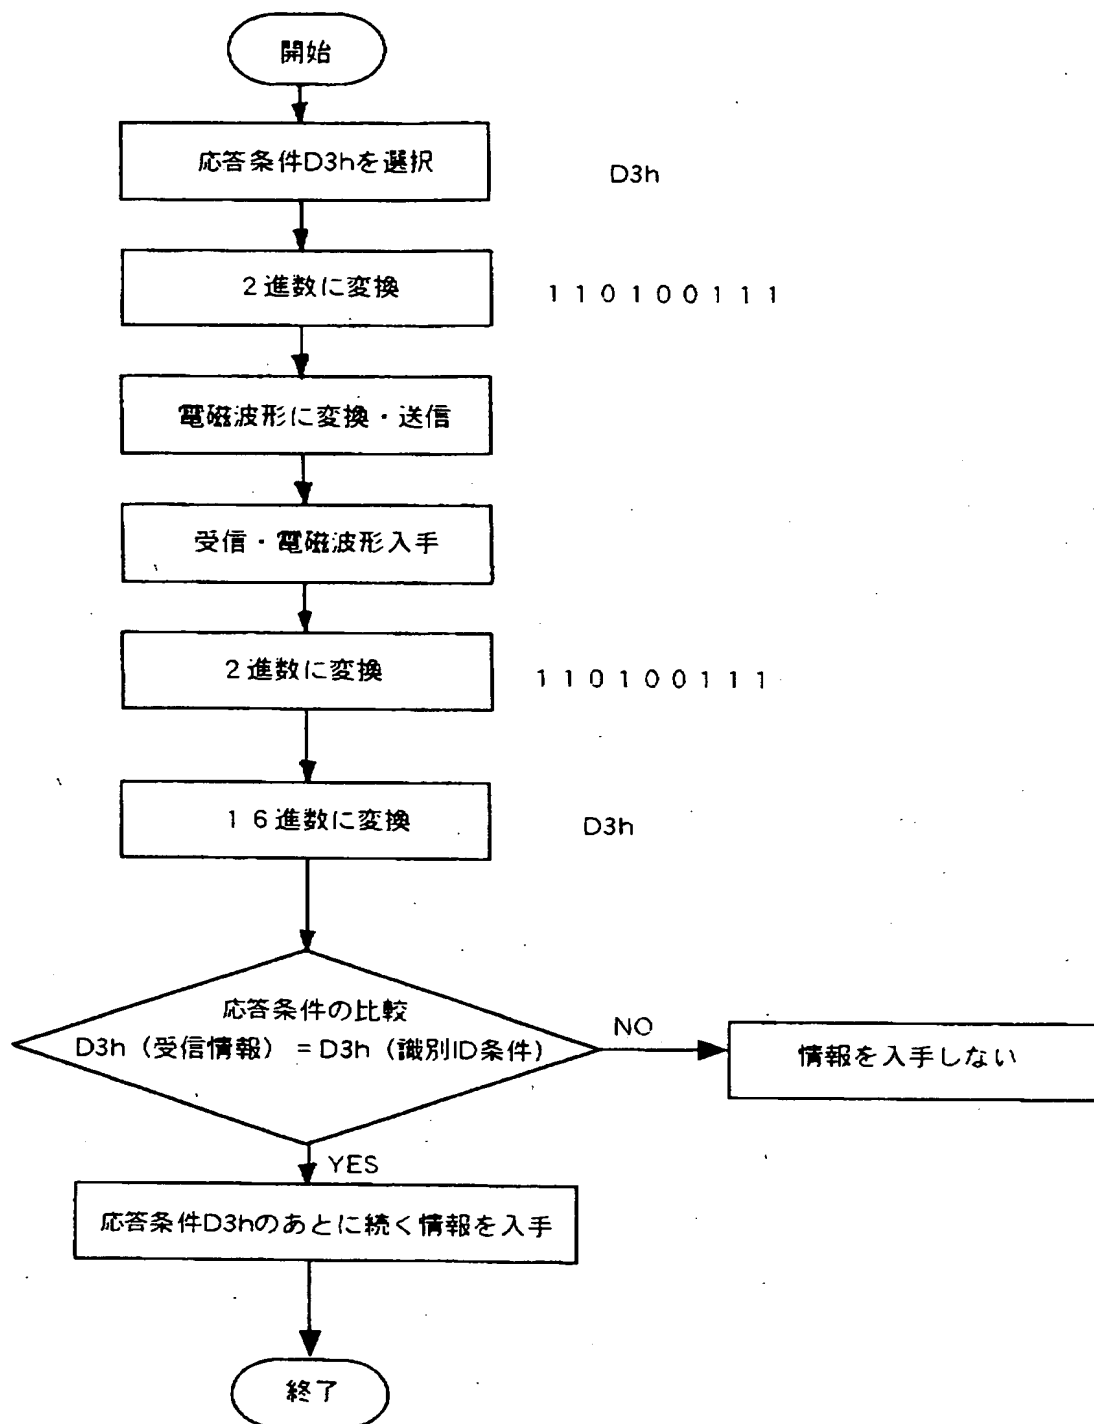 開始
応答条件D3hを選択
D3h
2進数に変換
110100111
電磁波形に変換・送信
受信・電磁波形入手
2進数に変換
110100111
16進数に変換
D3h
応答条件の比較
D3h（受信情報）＝D3h（識別ID条件）
NO
情報を入手しない
YES
応答条件D3hのあとに続く情報を入手
終了